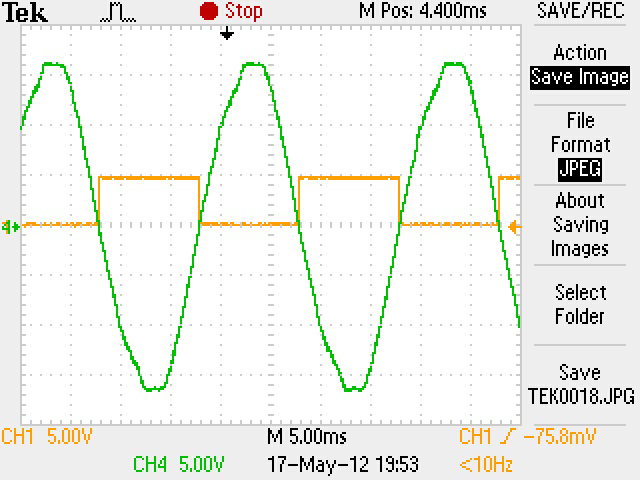 Tek Stop M Pos: 4.400ms SAVE/REC
Action
Save Image
File
Format
JPEG
About
Saving
Images
4
Select
Folder
Save
TEK0018.JPG
CH1 5.00V M 5.00ms CH1 -75.8mV
CH4 5.00V 17-May-12 19:53 <10Hz